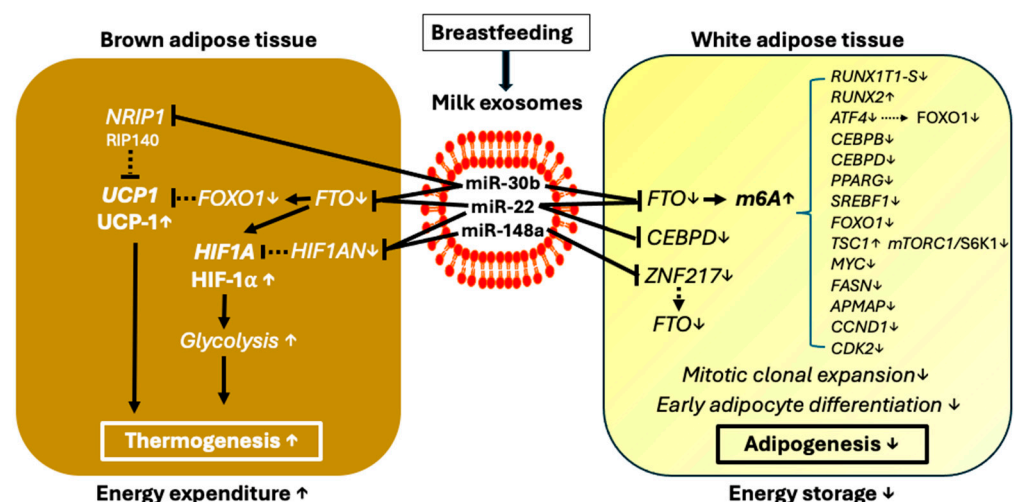 Breastfeeding
Milk exosomes
miR-30b
miR-22
miR-148a
Brown adipose tissue
NRIP1
RIP140
UCP1 FOXO1↓ FTO↓
UCP-1↑
HIF1A HIF1AN↓
HIF-1α ↑
Glycolysis ↑
Thermogenesis ↑
Energy expenditure ↑
White adipose tissue
FTO↓ m6A↑
CEBPD↓
ZNF217↓
FTO↓
RUNX1T1-S↓
RUNX2↑
ATF4↓ FOXO1↓
CEBPB↓
CEBPD↓
PPARG↓
SREBF1↓
FOXO1↓
TSC1↑ mTORC1/S6K1↓
MYC↓
FASN↓
APMAP↓
CCND1↓
CDK2↓
Mitotic clonal expansion↓
Early adipocyte differentiation ↓
Adipogenesis ↓
Energy storage ↓